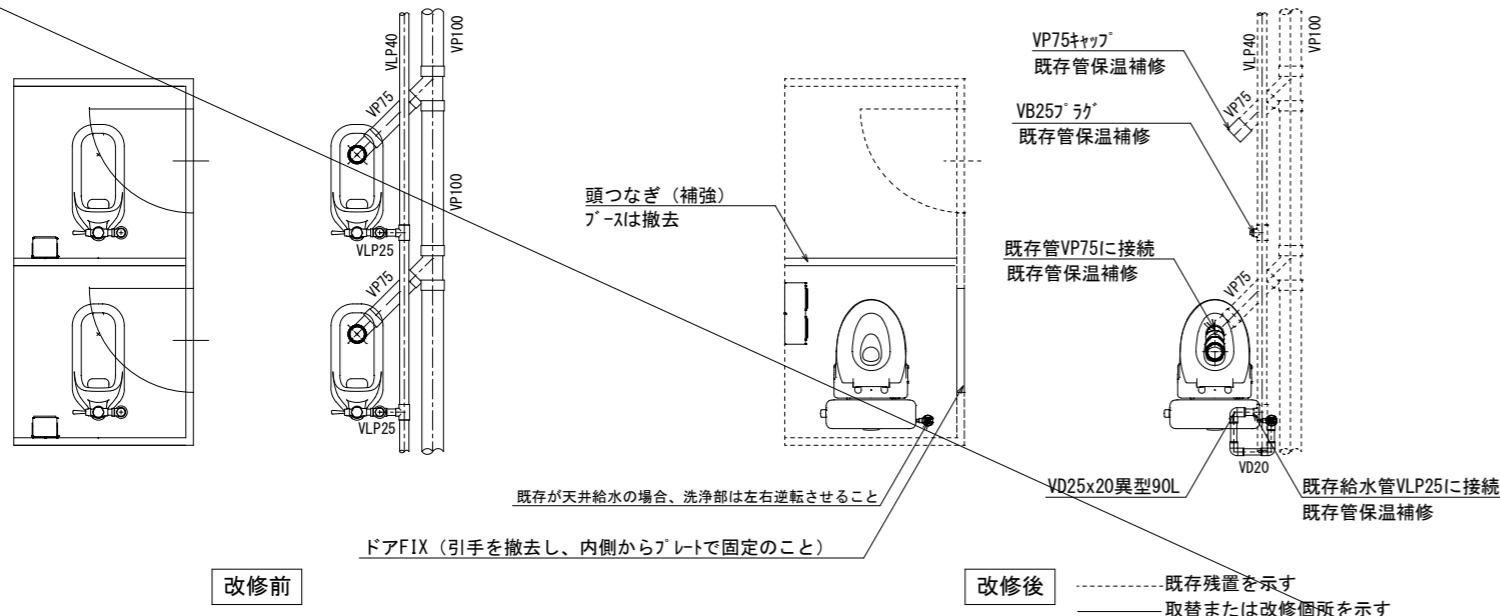 VLP40
VP100
VP75
VP100
VLP25
VP75
VLP25
改修前
頭つなぎ（補強）
ﾌﾞｰｽは撤去
既存が天井給水の場合、洗浄部は左右逆転させること
ドアFIX（引手を撤去し、内側からﾌﾟﾚｰﾄで固定のこと）
VP75ｷｬｯﾌﾟ
既存管保温補修
VLP40
VP100
VP75
VB25ﾌﾟﾗｸﾞ
既存管保温補修
既存管VP75に接続
既存管保温補修
VP75
VD20
VD25x20異型90L
既存給水管VLP25に接続
既存管保温補修
改修後
既存残置を示す
取替または改修個所を示す